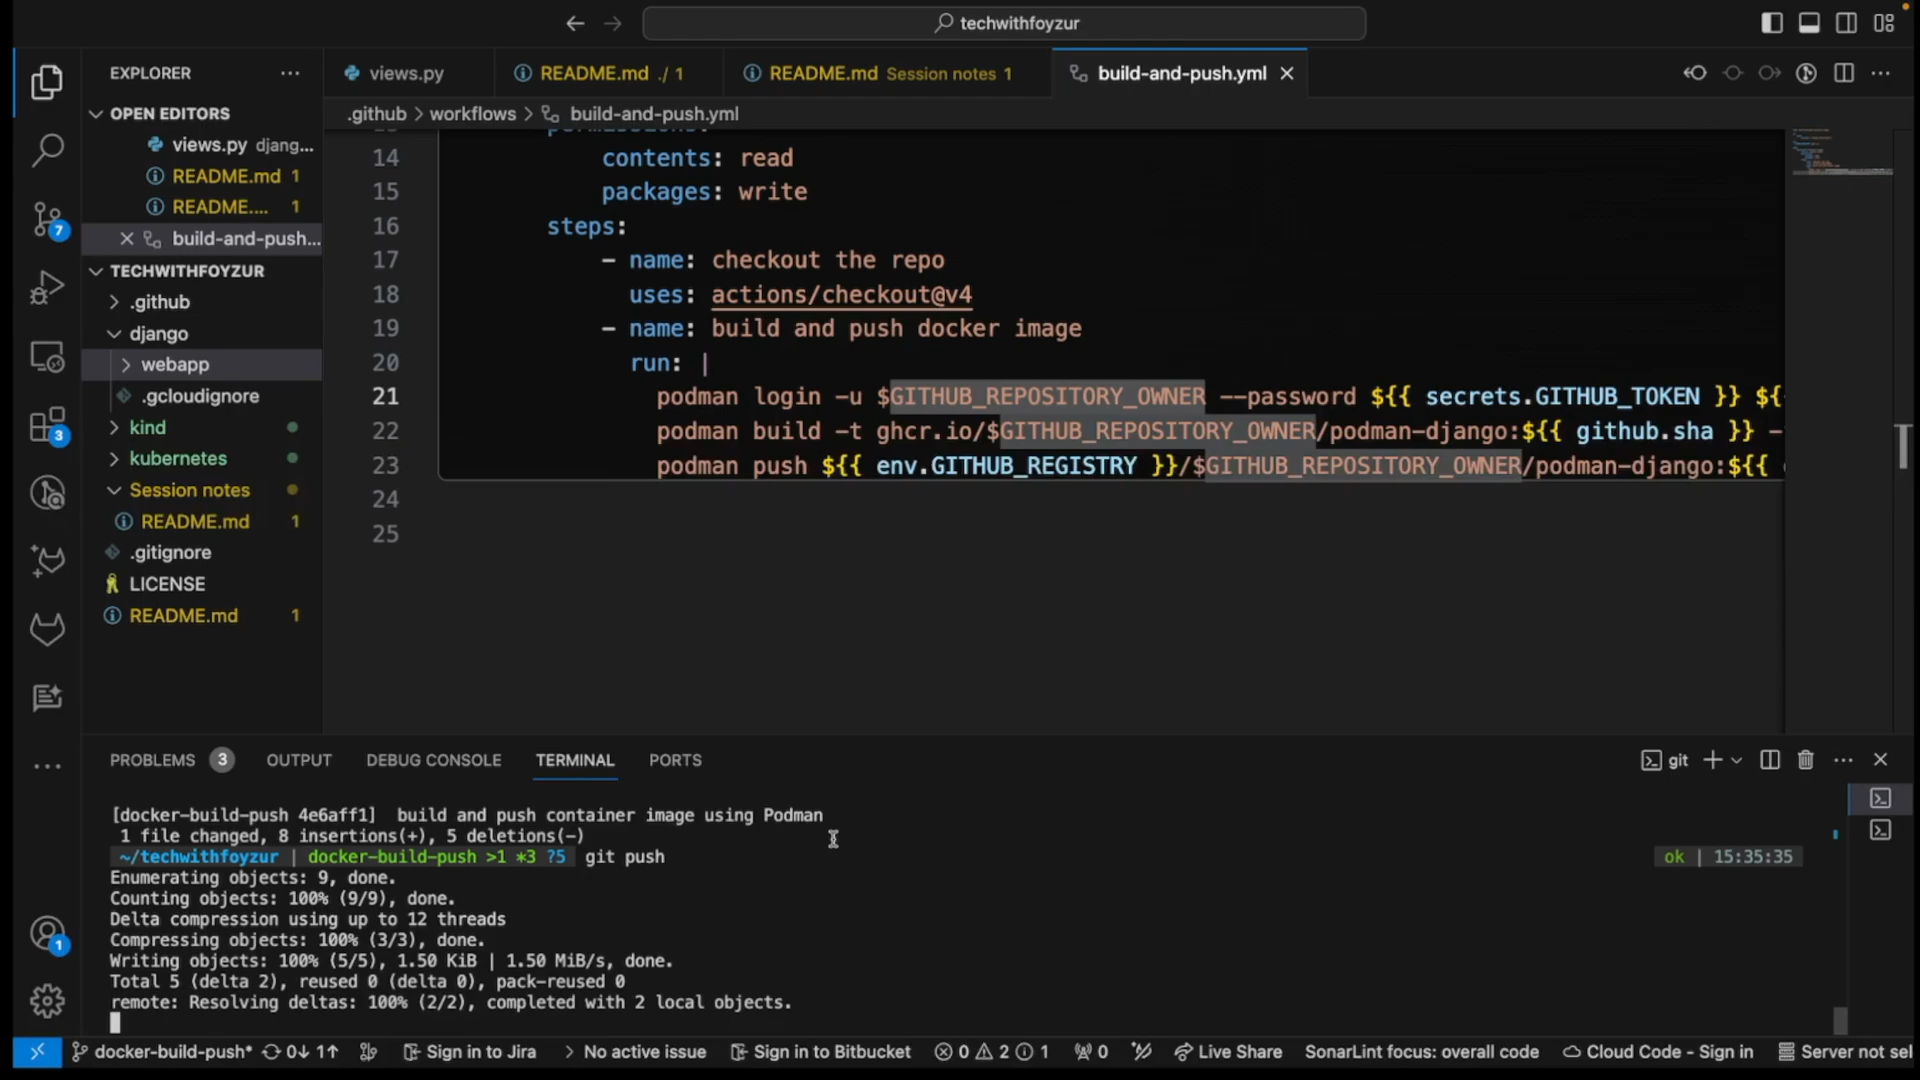 techwithfoyzur
EXPLORER
OPEN EDITORS
views.py djang...
README.md 1
README.... 1
build-and-push...
TECHWITHFOYZUR
.github
django
webapp
.gcloudignore
kind
kubernetes
Session notes
README.md 1
.gitignore
LICENSE
README.md 1
7
3
1
views.py
README.md ./ 1
README.md Session notes 1
build-and-push.yml
.github > workflows > build-and-push.yml
14 contents: read
15 packages: write
16 steps:
17 - name: checkout the repo
18 uses: actions/checkout@v4
19 - name: build and push docker image
20 run: |
21 podman login -u $GITHUB_REPOSITORY_OWNER --password ${{ secrets.GITHUB_TOKEN }} ${
22 podman build -t ghcr.io/$GITHUB_REPOSITORY_OWNER/podman-django:${{ github.sha }} -
23 podman push ${{ env.GITHUB_REGISTRY }}/$GITHUB_REPOSITORY_OWNER/podman-django:${{
24
25
PROBLEMS 3 OUTPUT DEBUG CONSOLE TERMINAL PORTS
git
[docker-build-push 4e6aff1] build and push container image using Podman
1 file changed, 8 insertions(+), 5 deletions(-)
~/techwithfoyzur | docker-build-push >1 *3 ?5 git push ok | 15:35:35
Enumerating objects: 9, done.
Counting objects: 100% (9/9), done.
Delta compression using up to 12 threads
Compressing objects: 100% (3/3), done.
Writing objects: 100% (5/5), 1.50 KiB | 1.50 MiB/s, done.
Total 5 (delta 2), reused 0 (delta 0), pack-reused 0
remote: Resolving deltas: 100% (2/2), completed with 2 local objects.
docker-build-push* 0↓ 1↑ Sign in to Jira > No active issue Sign in to Bitbucket 0 2 1 0 Live Share SonarLint focus: overall code Cloud Code - Sign in Server not sel